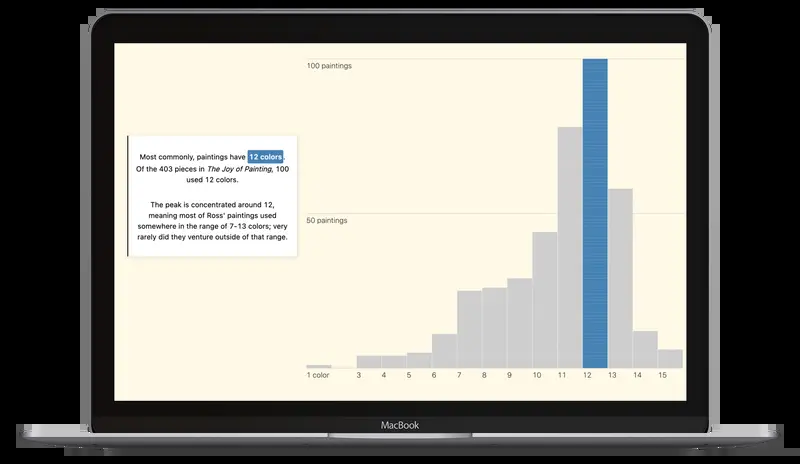 100 paintings
Most commonly, paintings have 12 colors.
Of the 403 pieces in The Joy of Painting, 100
used 12 colors.
The peak is concentrated around 12,
meaning most of Ross' paintings used
somewhere in the range of 7-13 colors; very
rarely did they venture outside of that range.
50 paintings
1 color 3 4 5 6 7 8 9 10 11 12 13 14 15
MacBook